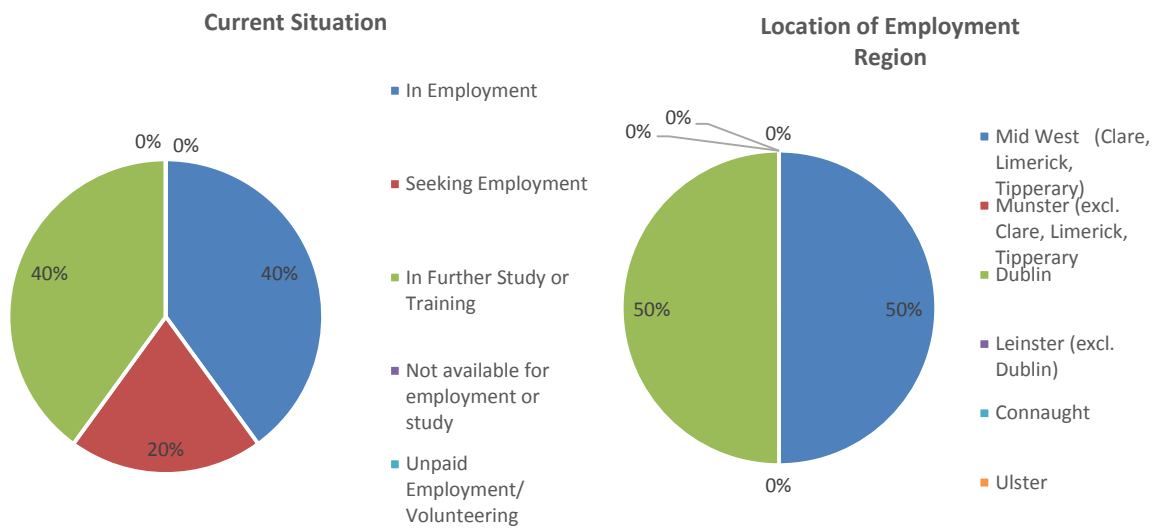 Current Situation
0%
0%
40%
40%
20%
In Employment
Seeking Employment
In Further Study or
Training
Not available for
employment or
study
Unpaid
Employment/
Volunteering
Location of Employment
Region
0%
0%
0%
50%
50%
0%
Mid West (Clare,
Limerick,
Tipperary)
Munster (excl.
Clare, Limerick,
Tipperary
Dublin
Leinster (excl.
Dublin)
Connaught
Ulster